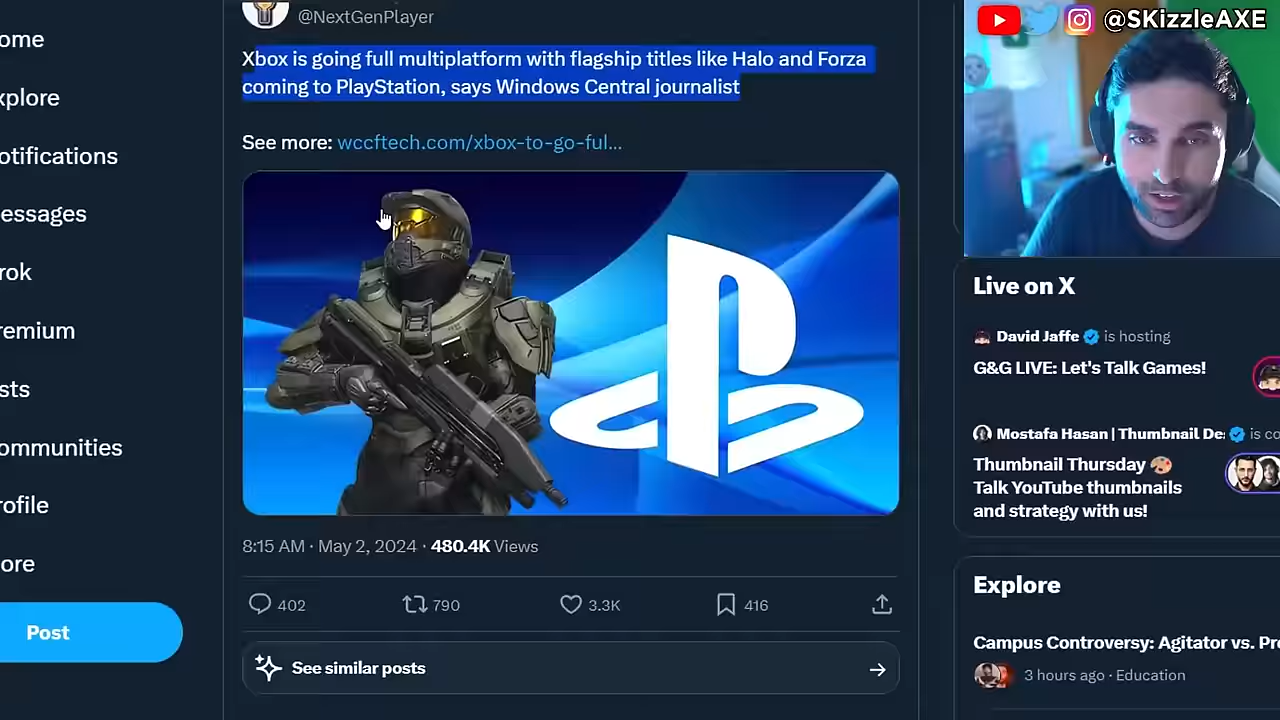 @NextGenPlayer
@SKizzleAXE
ome
Xbox is going full multiplatform with flagship titles like Halo and Forza
coming to PlayStation, says Windows Central journalist
xplore
See more: wccftech.com/xbox-to-go-ful...
otifications
essages
rok
remium
sts
ommunities
rofile
ore
Post
8:15 AM · May 2, 2024 · 480.4K Views
402 790 3.3K 416
See similar posts
Live on X
David Jaffe is hosting
G&G LIVE: Let's Talk Games!
Mostafa Hasan | Thumbnail De: is co
Thumbnail Thursday 🎨
Talk YouTube thumbnails
and strategy with us!
Explore
Campus Controversy: Agitator vs. Pr
3 hours ago · Education